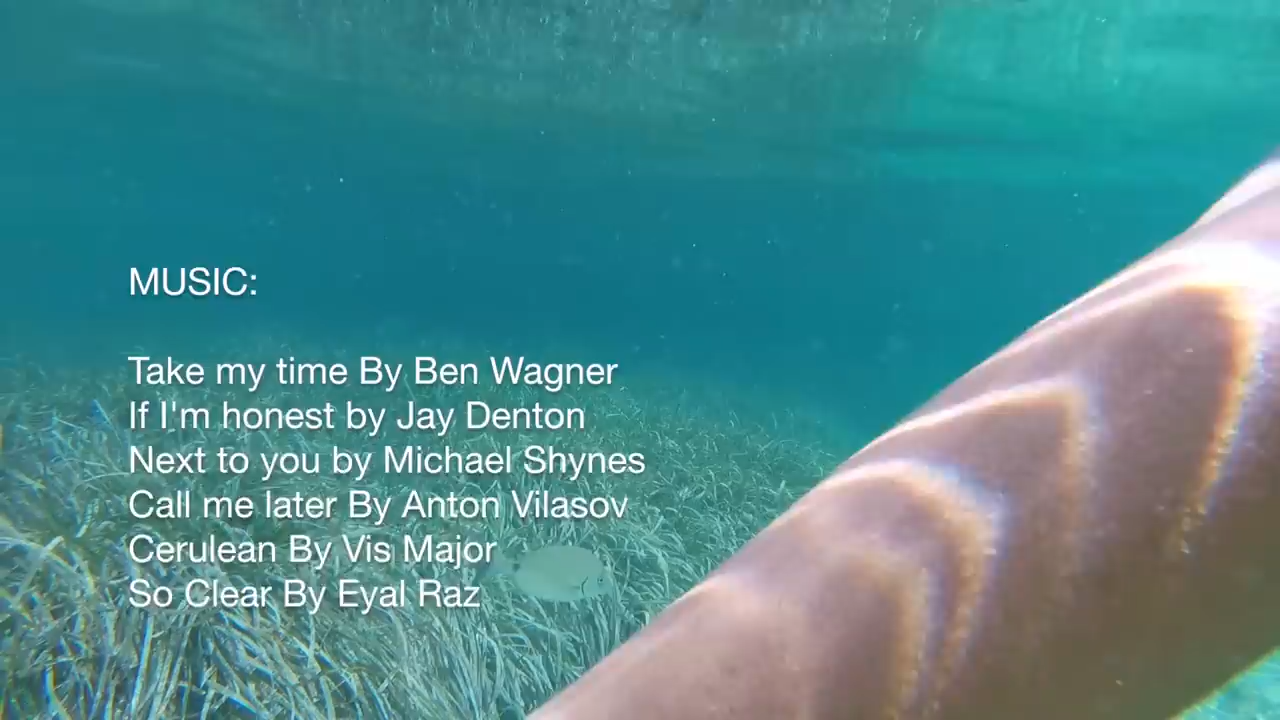 MUSIC:
Take my time By Ben Wagner
If I'm honest by Jay Denton
Next to you by Michael Shynes
Call me later By Anton Vilasov
Cerulean By Vis Major
So Clear By Eyal Raz